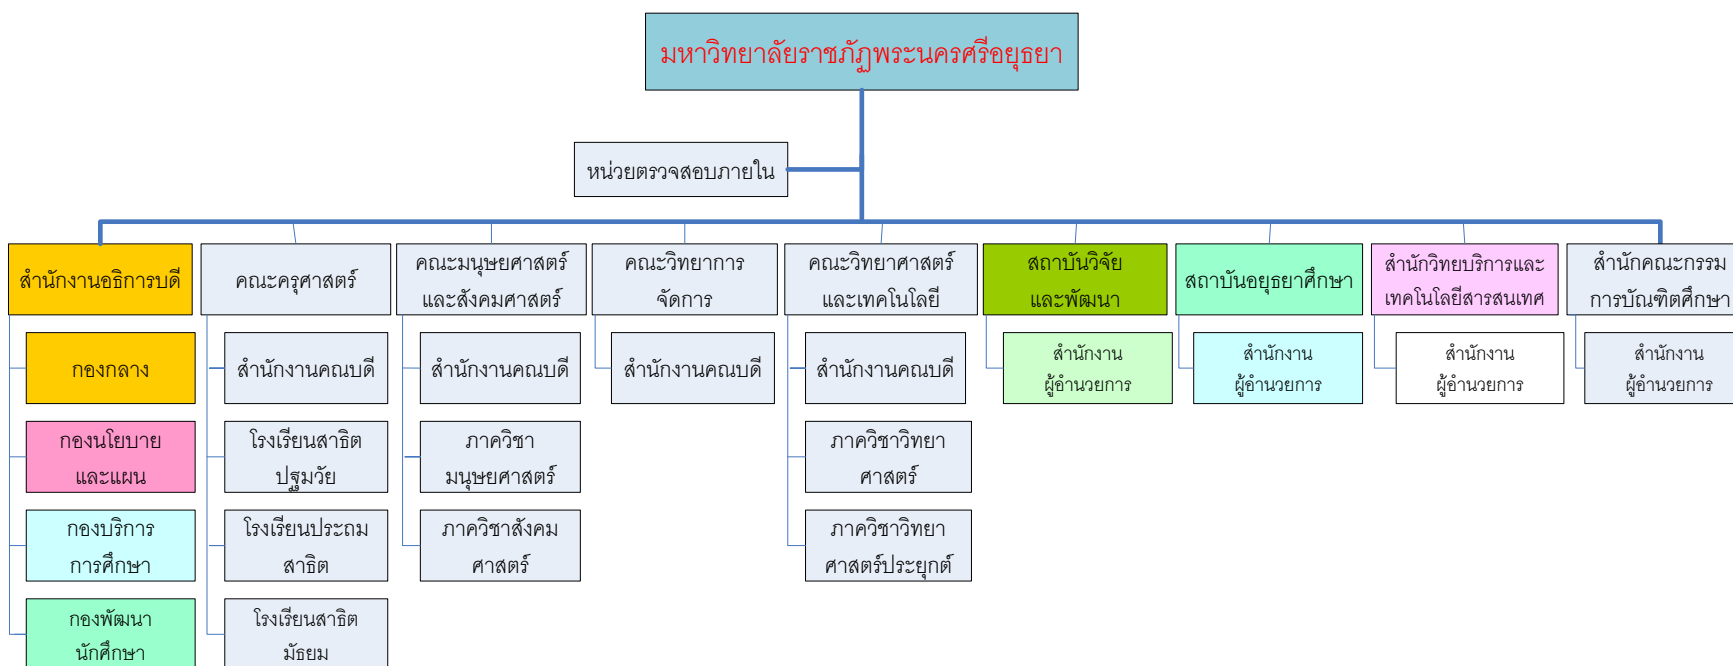 มหาวิทยาลัยราชภัฏพระนครศรีอยุธยา
หน่วยตรวจสอบภายใน
สำนักงานอธิการบดี
คณะครุศาสตร์
คณะมนุษยศาสตร์
และสังคมศาสตร์
คณะวิทยาการ
จัดการ
คณะวิทยาศาสตร์
และเทคโนโลยี
สถาบันวิจัย
และพัฒนา
สถาบันอยุธยาศึกษา
สำนักวิทยบริการและ
เทคโนโลยีสารสนเทศ
สำนักคณะกรรม
การบัณฑิตศึกษา
กองกลาง
สำนักงานคณบดี
สำนักงานคณบดี
สำนักงานคณบดี
สำนักงานคณบดี
สำนักงาน
ผู้อำนวยการ
สำนักงาน
ผู้อำนวยการ
สำนักงาน
ผู้อำนวยการ
สำนักงาน
ผู้อำนวยการ
กองนโยบาย
และแผน
โรงเรียนสาธิต
ปฐมวัย
ภาควิชา
มนุษยศาสตร์
ภาควิชาวิทยา
ศาสตร์
กองบริการ
การศึกษา
โรงเรียนประถม
สาธิต
ภาควิชาสังคม
ศาสตร์
ภาควิชาวิทยา
ศาสตร์ประยุกต์
กองพัฒนา
นักศึกษา
โรงเรียนสาธิต
มัธยม